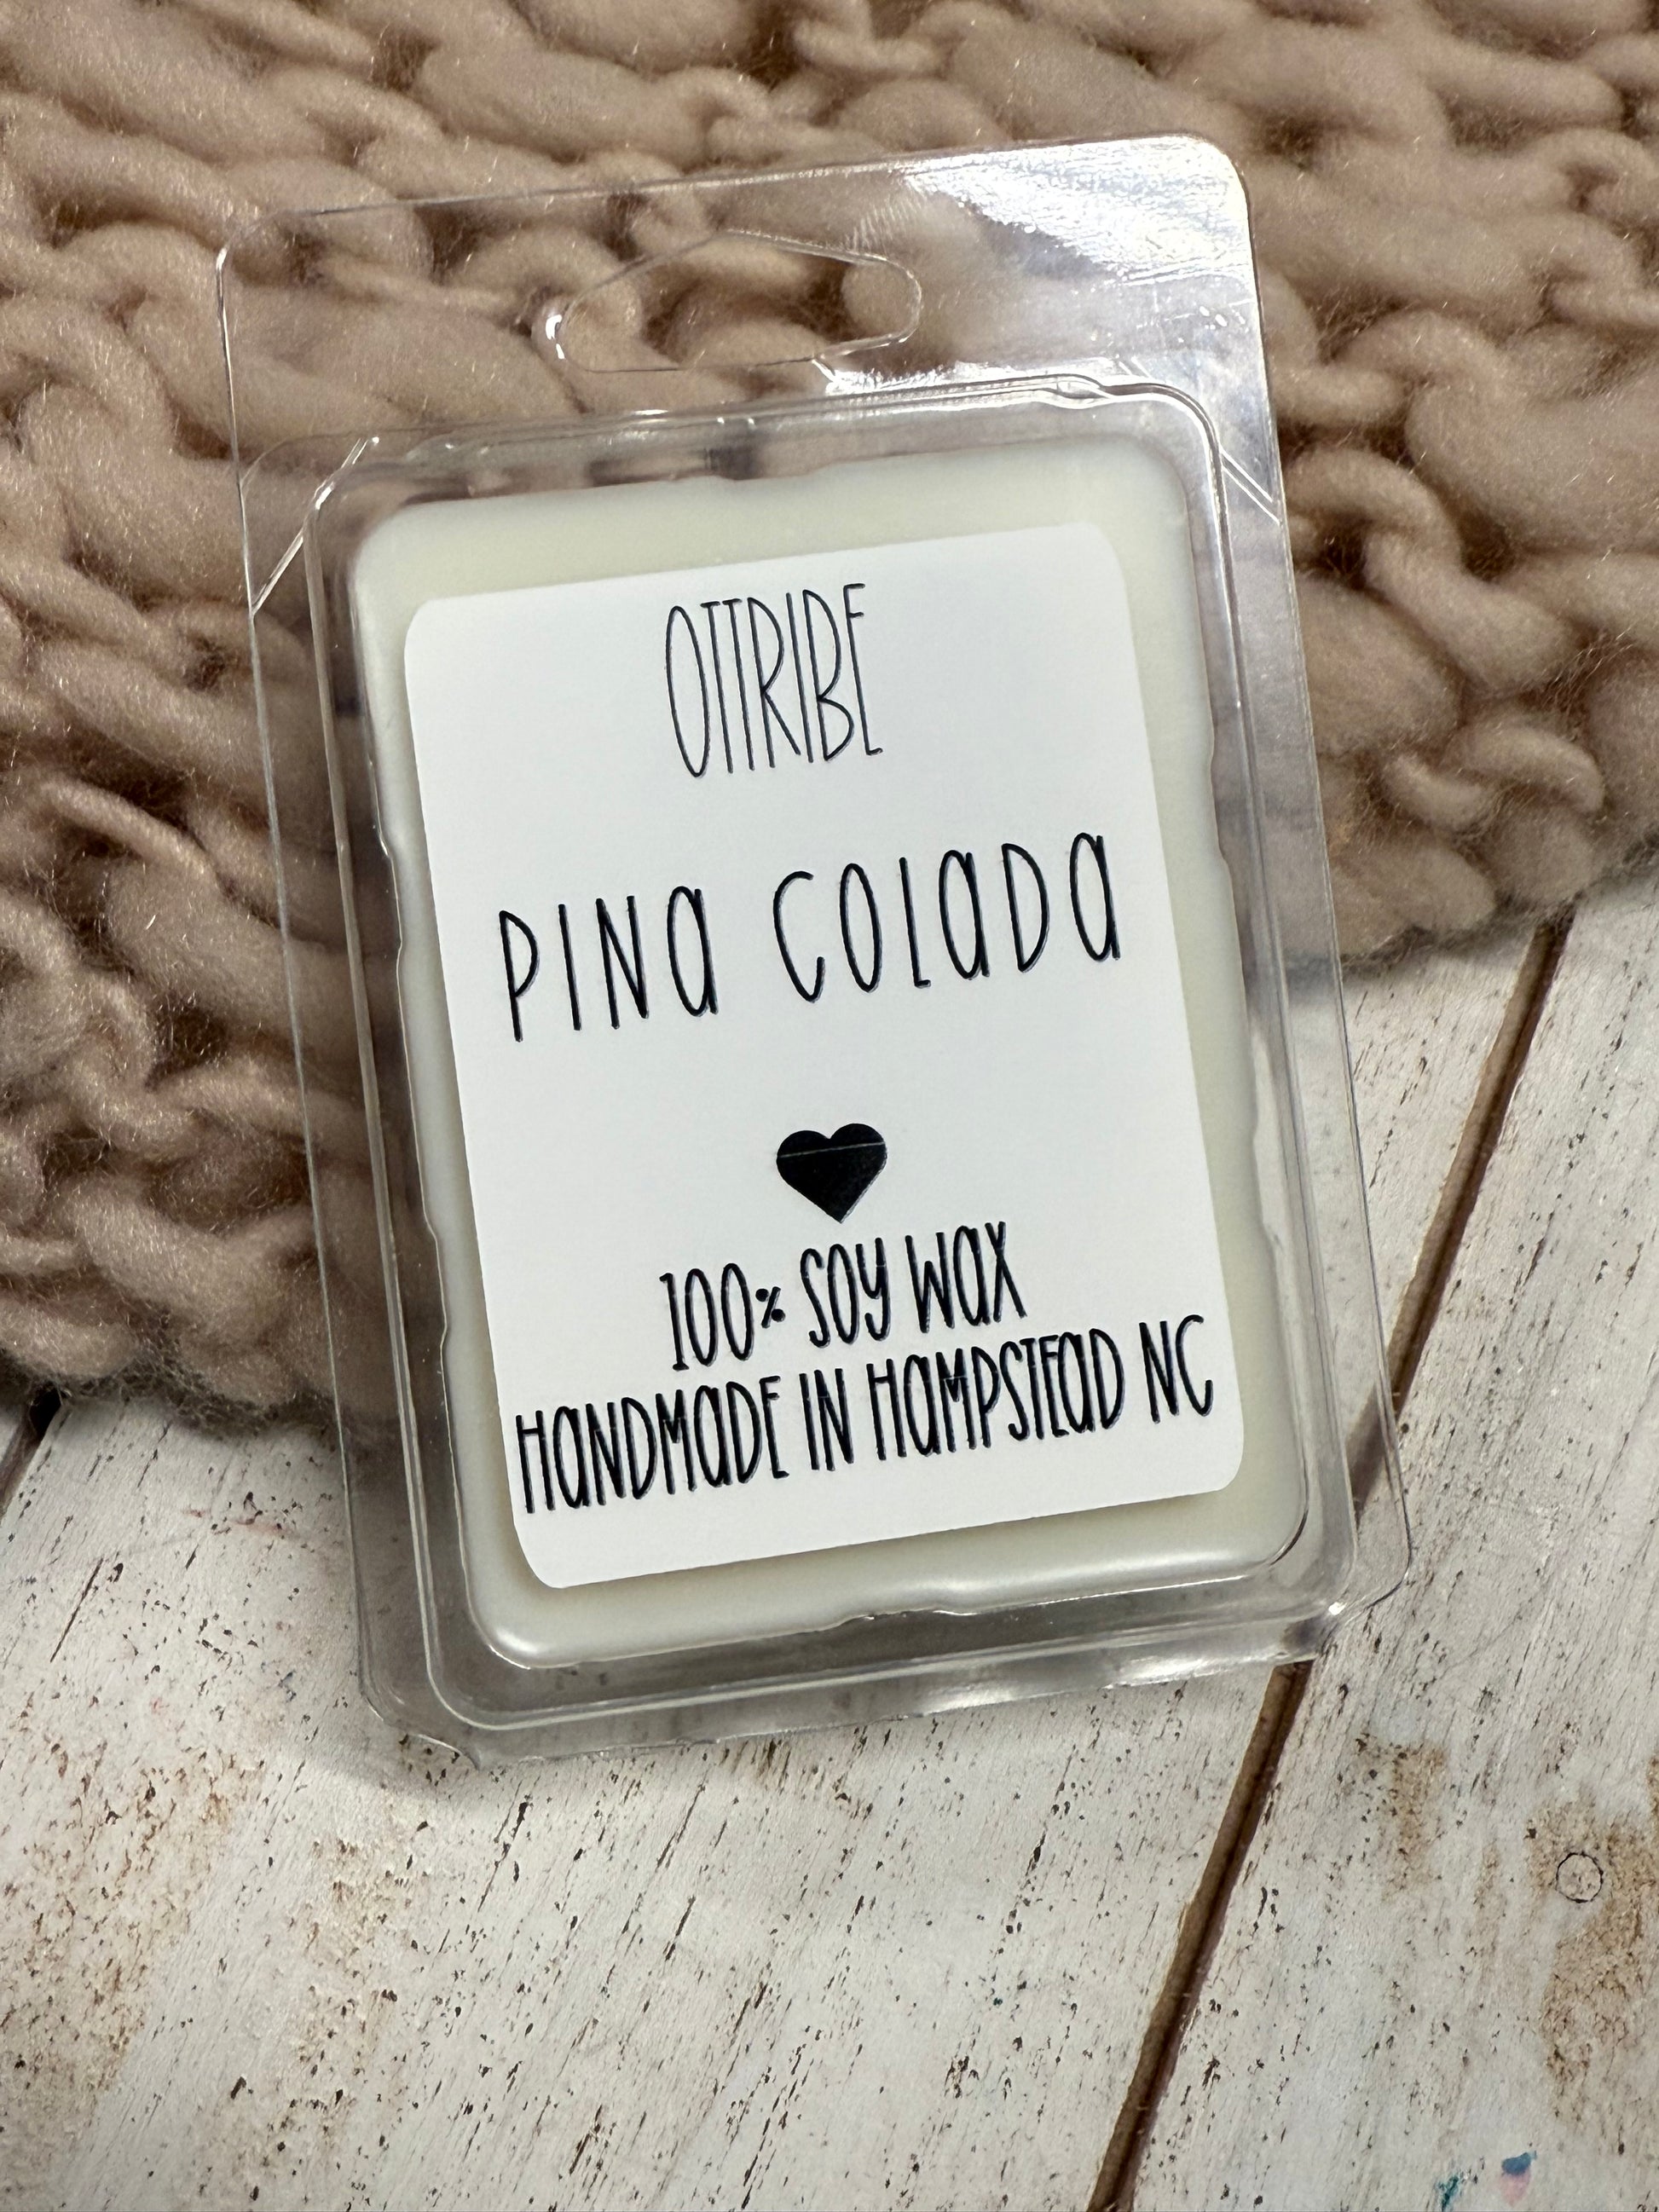 OTTRIBE
PINa COLaDa
100% SOY WaX
HaNDMaDE IN HaMPSTEaD NC